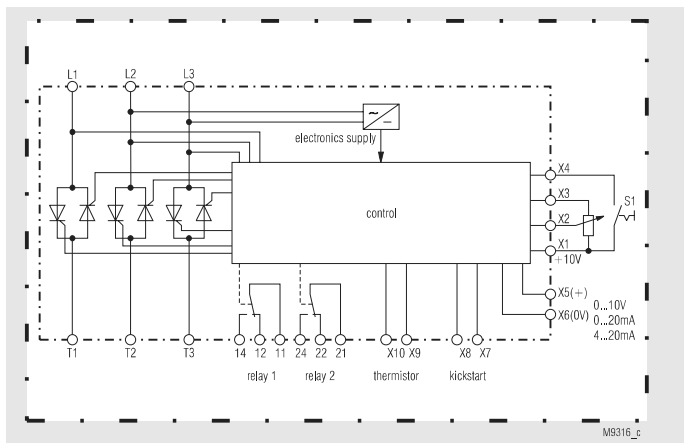 L1 L2 L3
~
–
electronics supply
control
X4
X3
S1
X2
X1
+10V
X5(+)
0...10V
X6(0V)
0...20mA
4...20mA
T1 T2 T3 14 12 11 24 22 21 X10 X9 X8 X7
relay 1 relay 2 thermistor kickstart
M9316_c